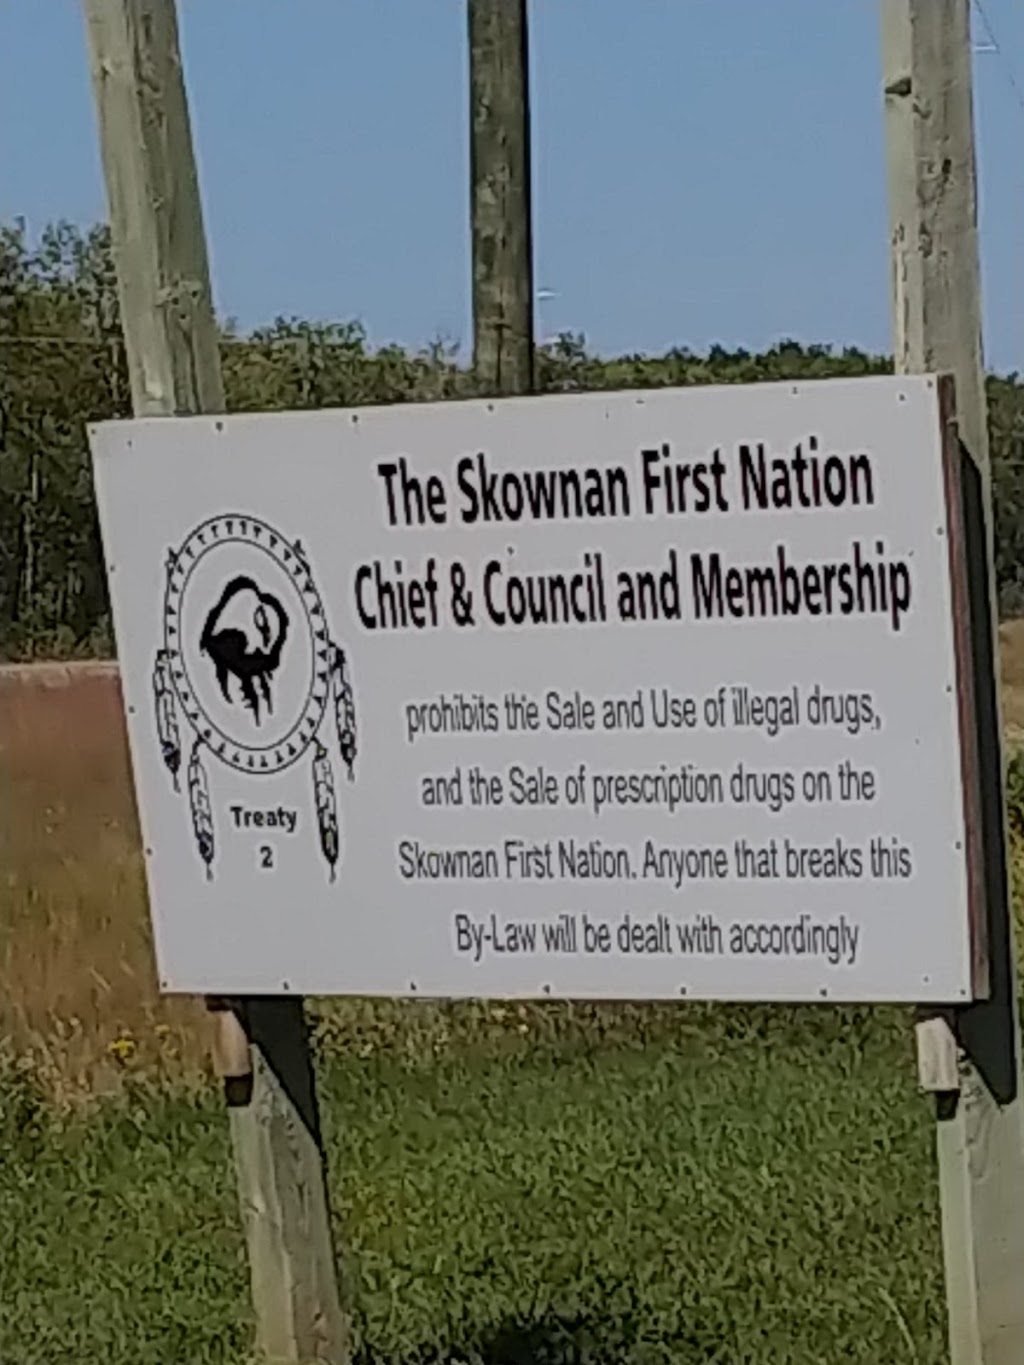 The Skownan First Nation
Chief & Council and Membership
prohibits the Sale and Use of illegal drugs,
and the Sale of prescription drugs on the
Skownan First Nation. Anyone that breaks this
By-Law will be dealt with accordingly
Treaty
2